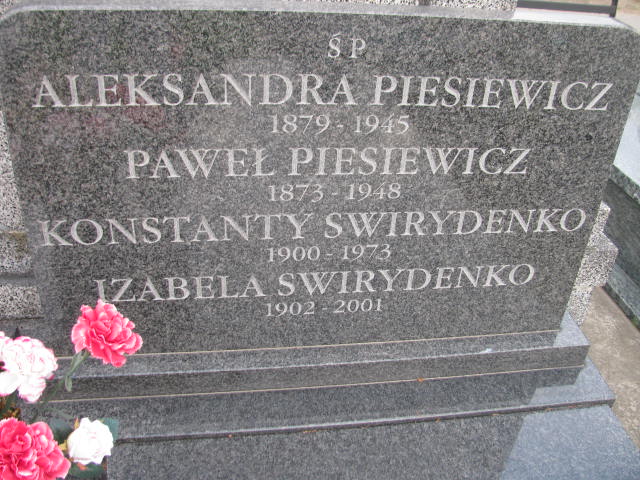 ŚP
ALEKSANDRA PIESIEWICZ
1879 - 1945
PAWEŁ PIESIEWICZ
1873 - 1948
KONSTANTY SWIRYDENKO
1900 - 1973
IZABELA SWIRYDENKO
1902 - 2001